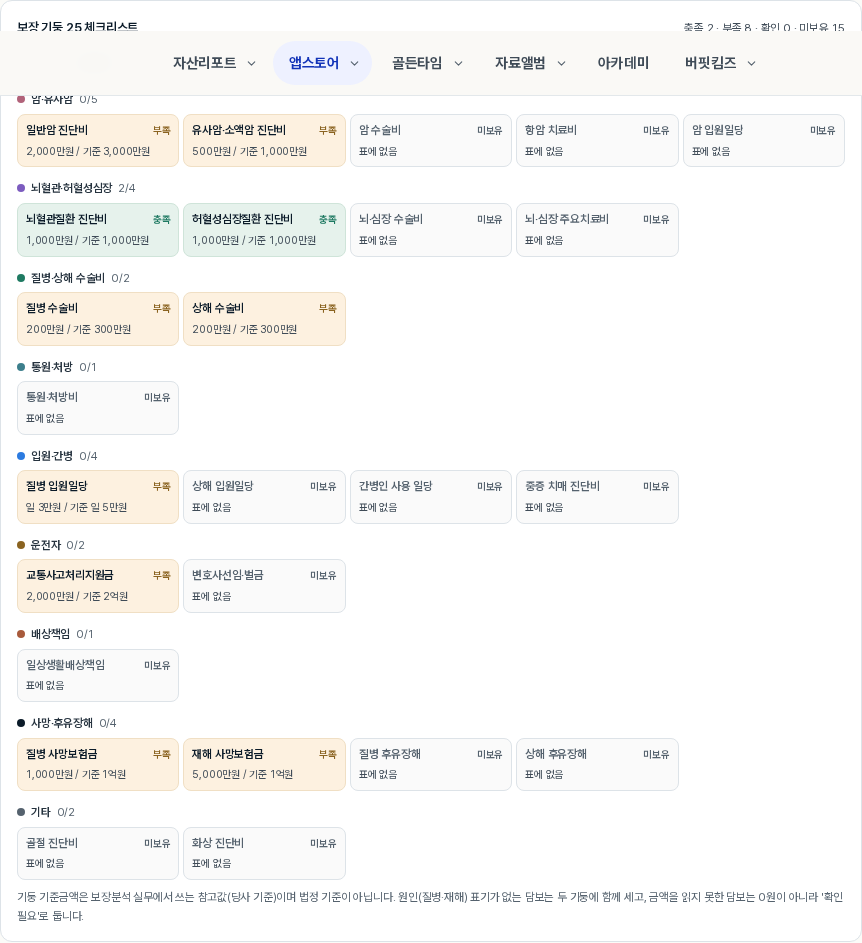 보장 기둥 25 체크리스트
충족 2 · 부족 8 · 확인 0 · 미보유 15
자산리포트 앱스토어 골든타임 자료앨범 아카데미 버핏킴즈
암·유사암 0/5
일반암 진단비 부족 유사암·소액암 진단비 부족 암 수술비 미보유 항암 치료비 미보유 암 입원일당 미보유
2,000만원 / 기준 3,000만원 500만원 / 기준 1,000만원 표에 없음 표에 없음 표에 없음
뇌혈관·허혈성심장 2/4
뇌혈관질환 진단비 충족 허혈성심장질환 진단비 충족 뇌·심장 수술비 미보유 뇌·심장 주요치료비 미보유
1,000만원 / 기준 1,000만원 1,000만원 / 기준 1,000만원 표에 없음 표에 없음
질병·상해 수술비 0/2
질병 수술비 부족 상해 수술비 부족
200만원 / 기준 300만원 200만원 / 기준 300만원
통원·처방 0/1
통원·처방비 미보유
표에 없음
입원·간병 0/4
질병 입원일당 부족 상해 입원일당 미보유 간병인 사용 일당 미보유 중증 치매 진단비 미보유
일 3만원 / 기준 일 5만원 표에 없음 표에 없음 표에 없음
운전자 0/2
교통사고처리지원금 부족 변호사선임·벌금 미보유
2,000만원 / 기준 2억원 표에 없음
배상책임 0/1
일상생활배상책임 미보유
표에 없음
사망·후유장해 0/4
질병 사망보험금 부족 재해 사망보험금 부족 질병 후유장해 미보유 상해 후유장해 미보유
1,000만원 / 기준 1억원 5,000만원 / 기준 1억원 표에 없음 표에 없음
기타 0/2
골절 진단비 미보유 화상 진단비 미보유
표에 없음 표에 없음
기둥 기준금액은 보장분석 실무에서 쓰는 참고값(당사 기준)이며 법정 기준이 아닙니다. 원인(질병·재해) 표기가 없는 담보는 두 기둥에 함께 세고, 금액을 읽지 못한 담보는 0원이 아니라 '확인
필요'로 둡니다.